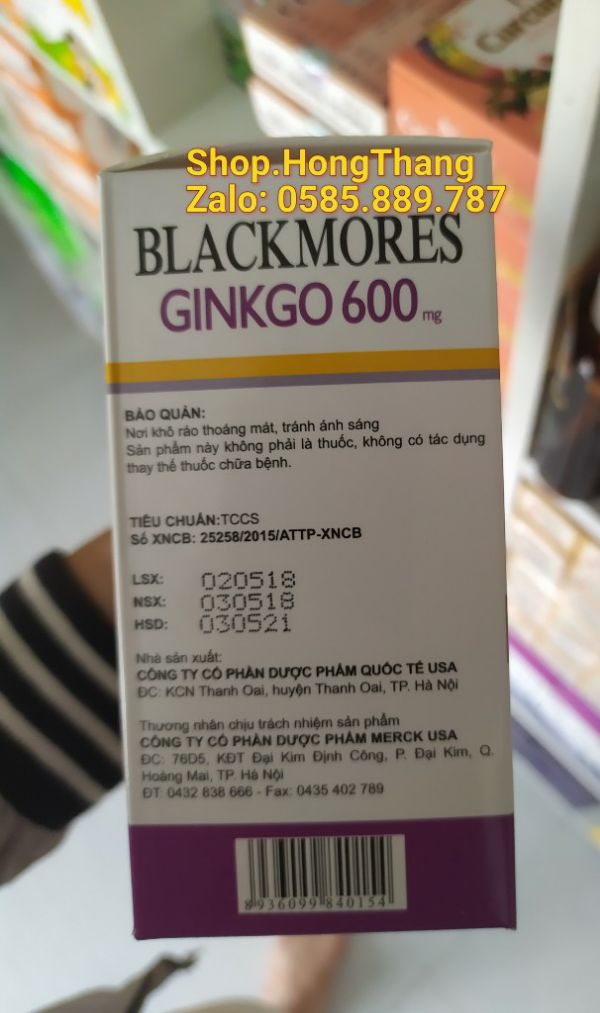 Curcum
Shop.HongThang
Zalo: 0585.889.787
BLACKMORES
GINKGO 600 mg
BẢO QUẢN:
Nơi khô ráo thoáng mát, tránh ánh sáng
Sản phẩm này không phải là thuốc, không có tác dụng
thay thế thuốc chữa bệnh.
TIÊU CHUẨN:TCCS
Số XNCB: 25258/2015/ATTP-XNCB
LSX: 020518
NSX: 030518
HSD: 030521
Nhà sản xuất:
CÔNG TY CỔ PHẦN DƯỢC PHẨM QUỐC TẾ USA
ĐC: KCN Thanh Oai, huyện Thanh Oai, TP. Hà Nội
Thương nhân chịu trách nhiệm sản phẩm
CÔNG TY CỔ PHẦN DƯỢC PHẨM MERCK USA
ĐC: 76D5, KĐT Đại Kim Định Công, P. Đại Kim, Q.
Hoàng Mai, TP. Hà Nội
ĐT: 0432 838 666 - Fax: 0435 402 789
8936099840154